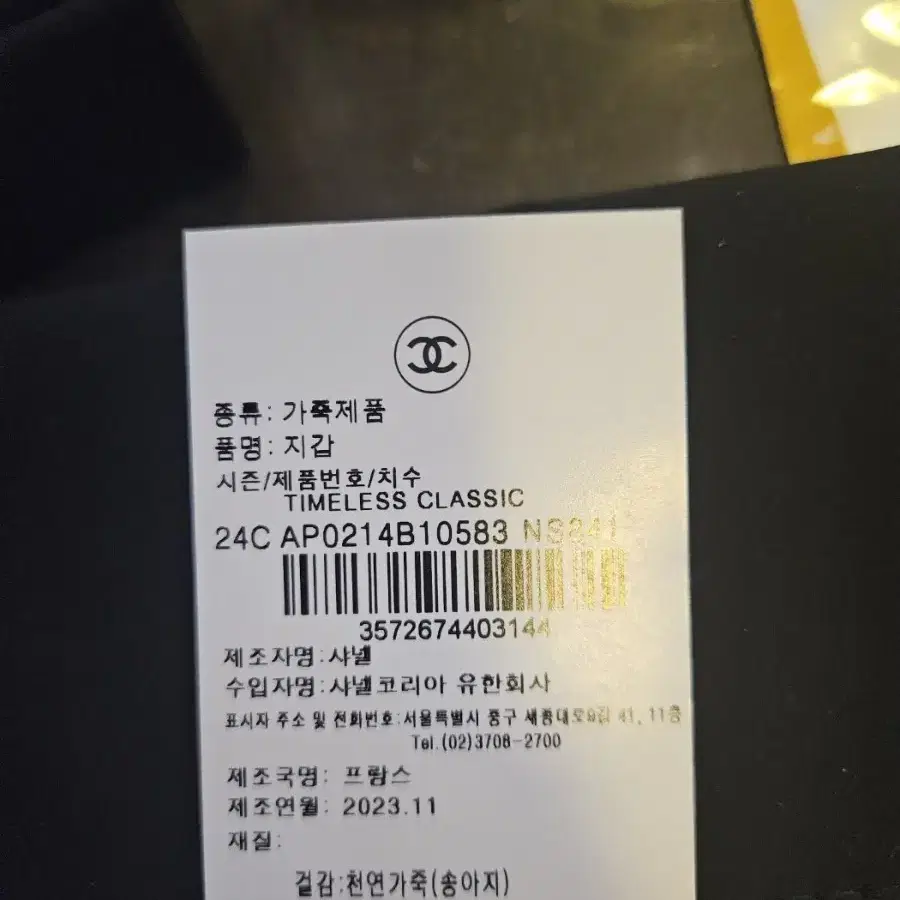 종류: 가죽제품
품명: 지갑
시즌/제품번호/치수
TIMELESS CLASSIC
24C AP0214B10583 NS241
3572674403144
제조자명:샤넬
수입자명:샤넬코리아 유한회사
표시자 주소 및 전화번호:서울특별시 중구 세종대로9길 41, 11층
Tel.(02)3708-2700
제조국명: 프랑스
제조연월: 2023.11
재질:
겉감:천연가죽(송아지)